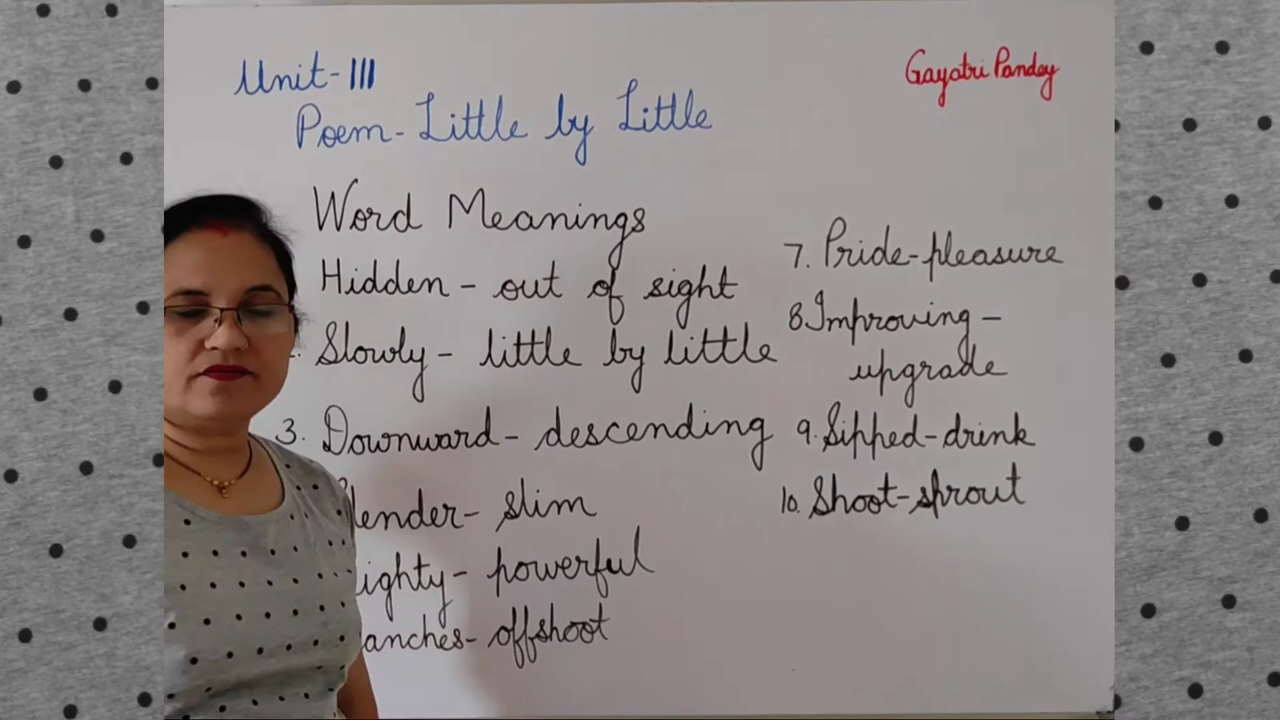 Unit-III
Gayatri Pandey
Poem-Little by Little
Word Meanings
Hidden - out of sight
Slowly - little by little
3. Downward - descending
lender- slim
ighty - powerful
anches- offshoot
7. Pride-pleasure
8. Improving -
upgrade
9. Sipped-drink
10. Shoot-sprout